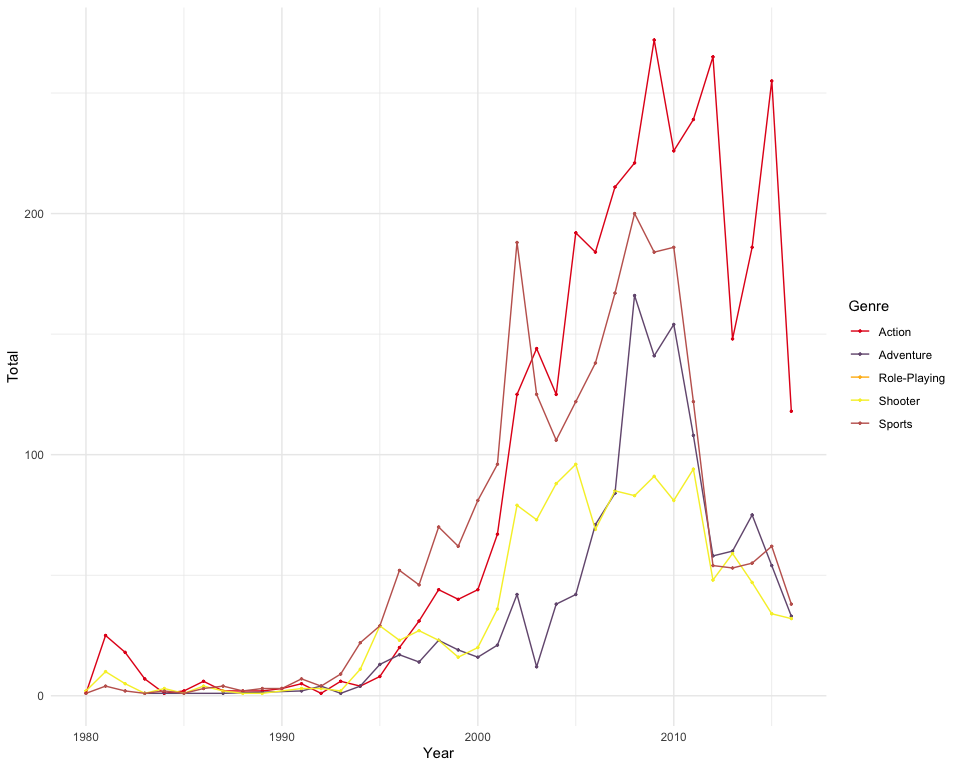 200
100
0
Total
1980 1990 2000 2010
Year
Genre
Action
Adventure
Role-Playing
Shooter
Sports